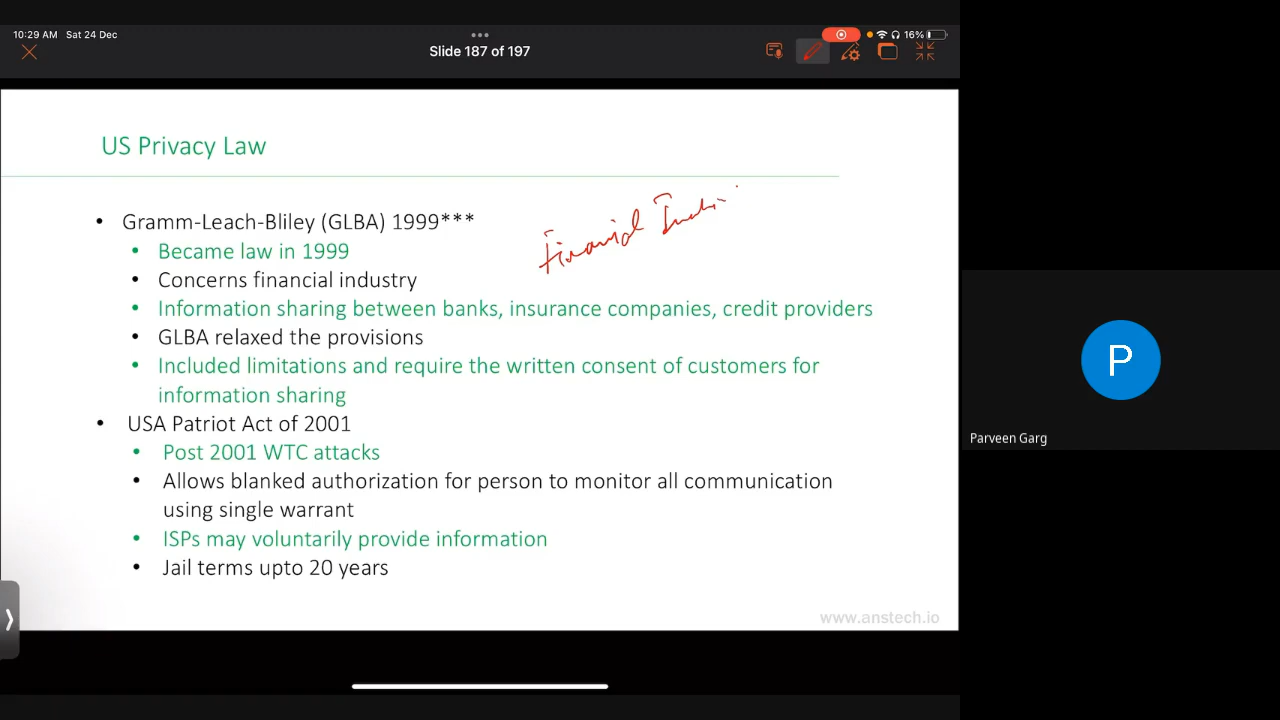 10:29 AM Sat 24 Dec
16%
Slide 187 of 197
US Privacy Law
• Gramm-Leach-Bliley (GLBA) 1999***
Financial
• Became law in 1999
• Concerns financial industry
• Information sharing between banks, insurance companies, credit providers
• GLBA relaxed the provisions
• Included limitations and require the written consent of customers for
information sharing
• USA Patriot Act of 2001
• Post 2001 WTC attacks
• Allows blanked authorization for person to monitor all communication
using single warrant
• ISPs may voluntarily provide information
• Jail terms upto 20 years
www.anstech.io
P
Parveen Garg